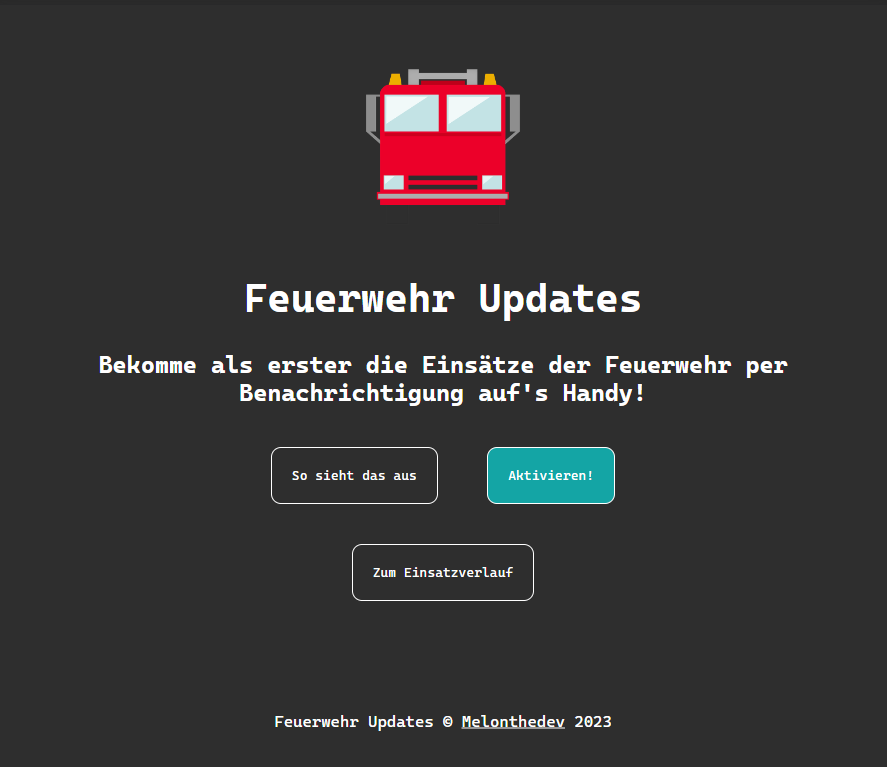 Feuerwehr Updates
Bekomme als erster die Einsätze der Feuerwehr per
Benachrichtigung auf's Handy!
So sieht das aus
Aktivieren!
Zum Einsatzverlauf
Feuerwehr Updates © Melonthedev 2023